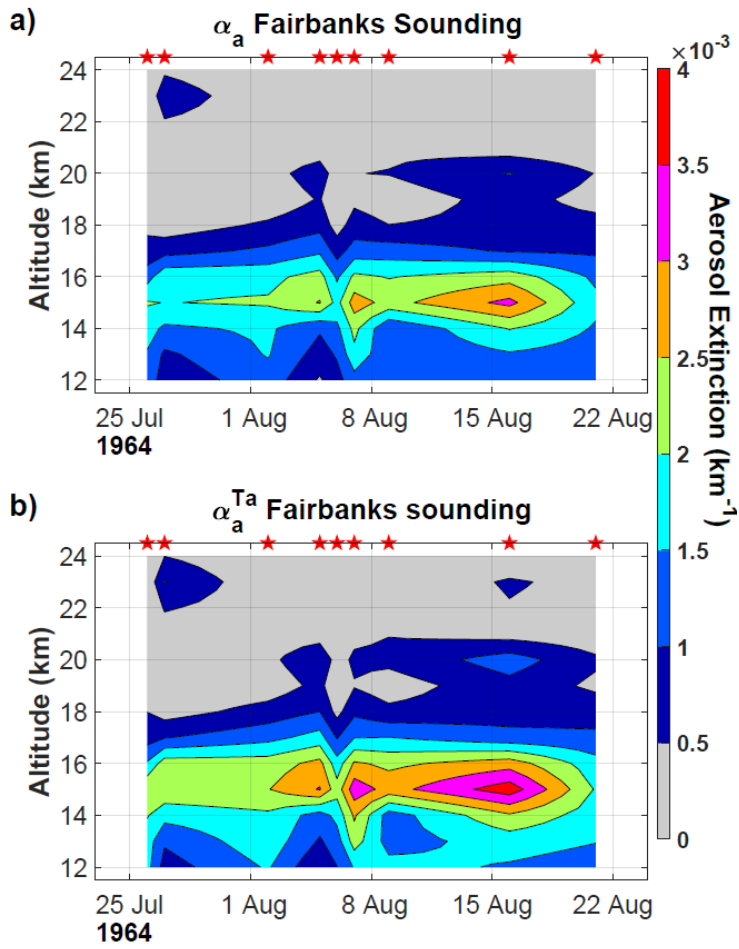 a)
αₐ Fairbanks Sounding
×10⁻³
24
22
20
18
16
14
12
Altitude (km)
25 Jul
1 Aug
8 Aug
15 Aug
22 Aug
1964
4
3.5
3
2.5
2
1.5
1
0.5
0
Aerosol Extinction (km⁻¹)
b)
αₐᵀᵃ Fairbanks sounding
24
22
20
18
16
14
12
Altitude (km)
25 Jul
1 Aug
8 Aug
15 Aug
22 Aug
1964